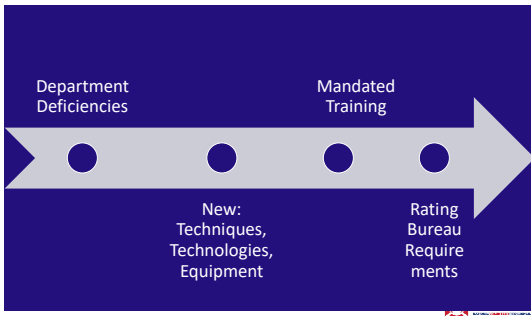 Department
Deficiencies
New:
Techniques,
Technologies,
Equipment
Mandated
Training
Rating
Bureau
Require
ments